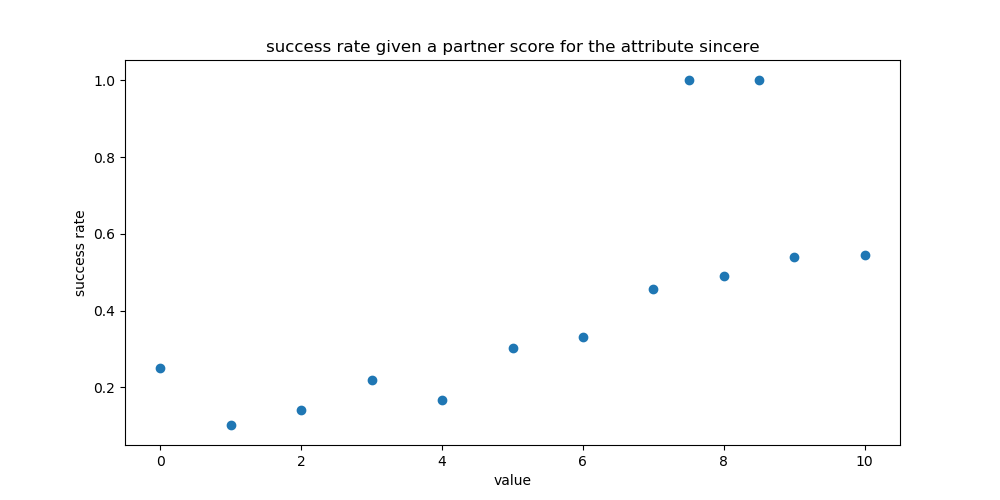 success rate given a partner score for the attribute sincere
1.0
0.8
0.6
0.4
0.2
success rate
0 2 4 6 8 10
value